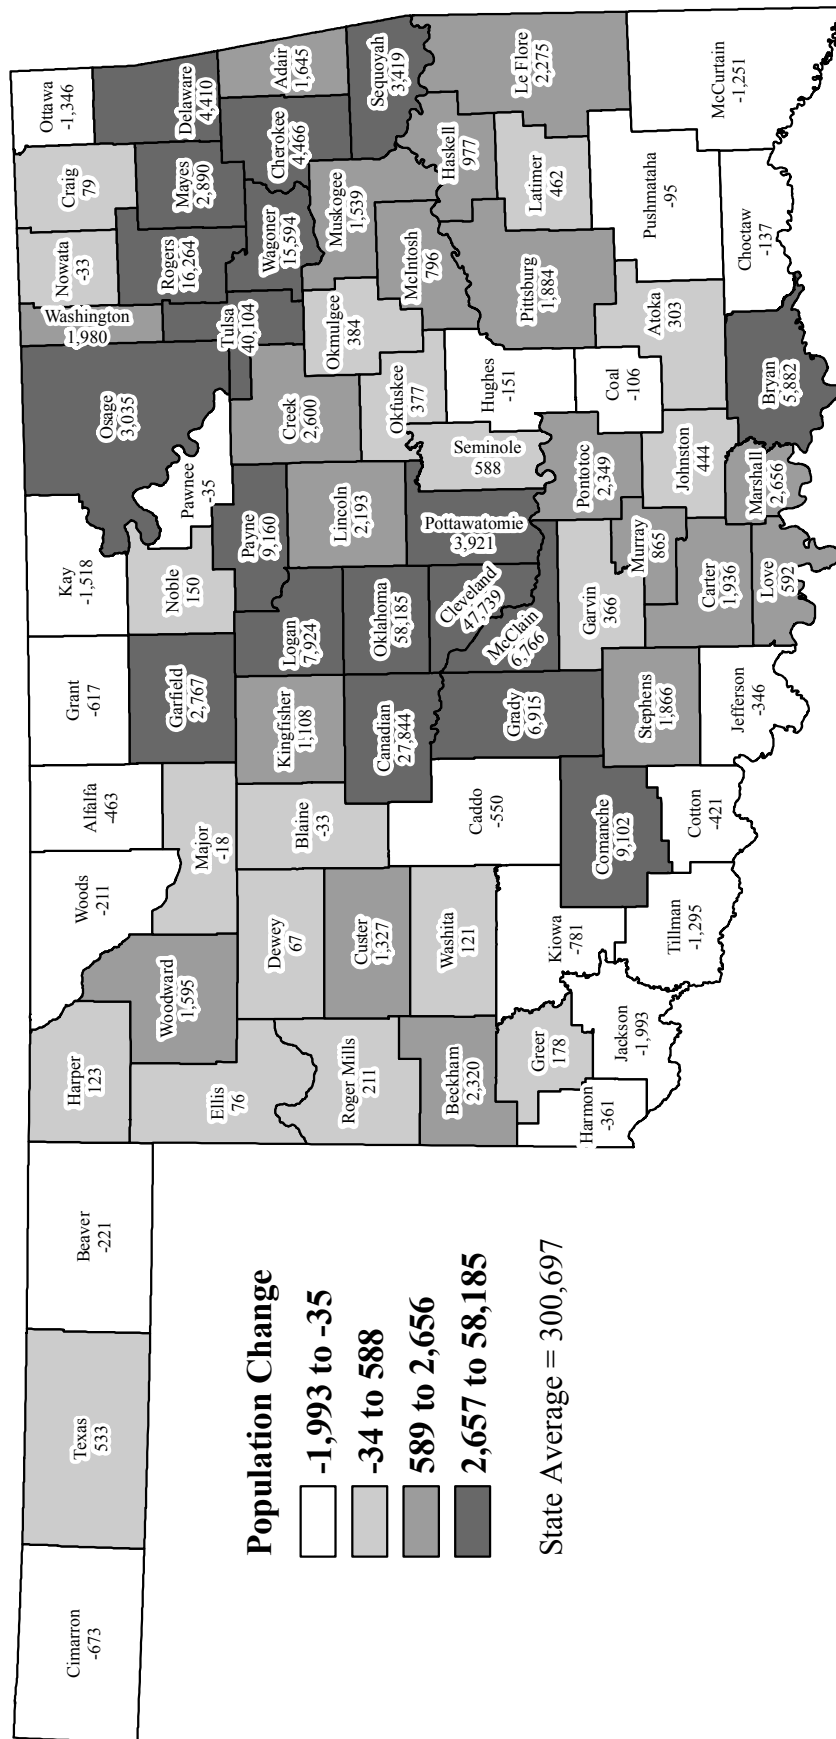 Cimarron
-673
Texas
533
Beaver
-221
Harper
123
Woods
-211
Alfalfa
-463
Grant
-617
Kay
-1,518
Osage
3,035
Washington
1,980
Nowata
-33
Craig
79
Ottawa
-1,346
Ellis
76
Woodward
1,595
Major
-18
Garfield
2,767
Noble
150
Pawnee
-35
Rogers
16,264
Mayes
2,890
Delaware
4,410
Roger Mills
211
Dewey
67
Blaine
-33
Kingfisher
1,108
Logan
7,924
Payne
9,160
Creek
2,600
Tulsa
40,104
Wagoner
15,594
Cherokee
4,466
Adair
1,645
Beckham
2,320
Custer
1,327
Canadian
27,844
Oklahoma
58,185
Lincoln
2,193
Okfuskee
377
Okmulgee
384
Muskogee
1,539
Sequoyah
3,419
Washita
121
Caddo
-550
Grady
6,915
McClain
6,766
Cleveland
47,739
Pottawatomie
3,921
Seminole
588
Hughes
-151
McIntosh
796
Haskell
977
Le Flore
2,275
Greer
178
Kiowa
-781
Pittsburg
1,884
Latimer
462
Harmon
-361
Jackson
-1,993
Tillman
-1,295
Comanche
9,102
Cotton
-421
Stephens
1,866
Jefferson
-346
Garvin
366
Murray
865
Carter
1,936
Love
592
Pontotoc
2,349
Johnston
444
Marshall
2,656
Coal
-106
Atoka
303
Bryan
5,882
Pushmataha
-95
Choctaw
-137
McCurtain
-1,251
Population Change
-1,993 to -35
-34 to 588
589 to 2,656
2,657 to 58,185
State Average = 300,697